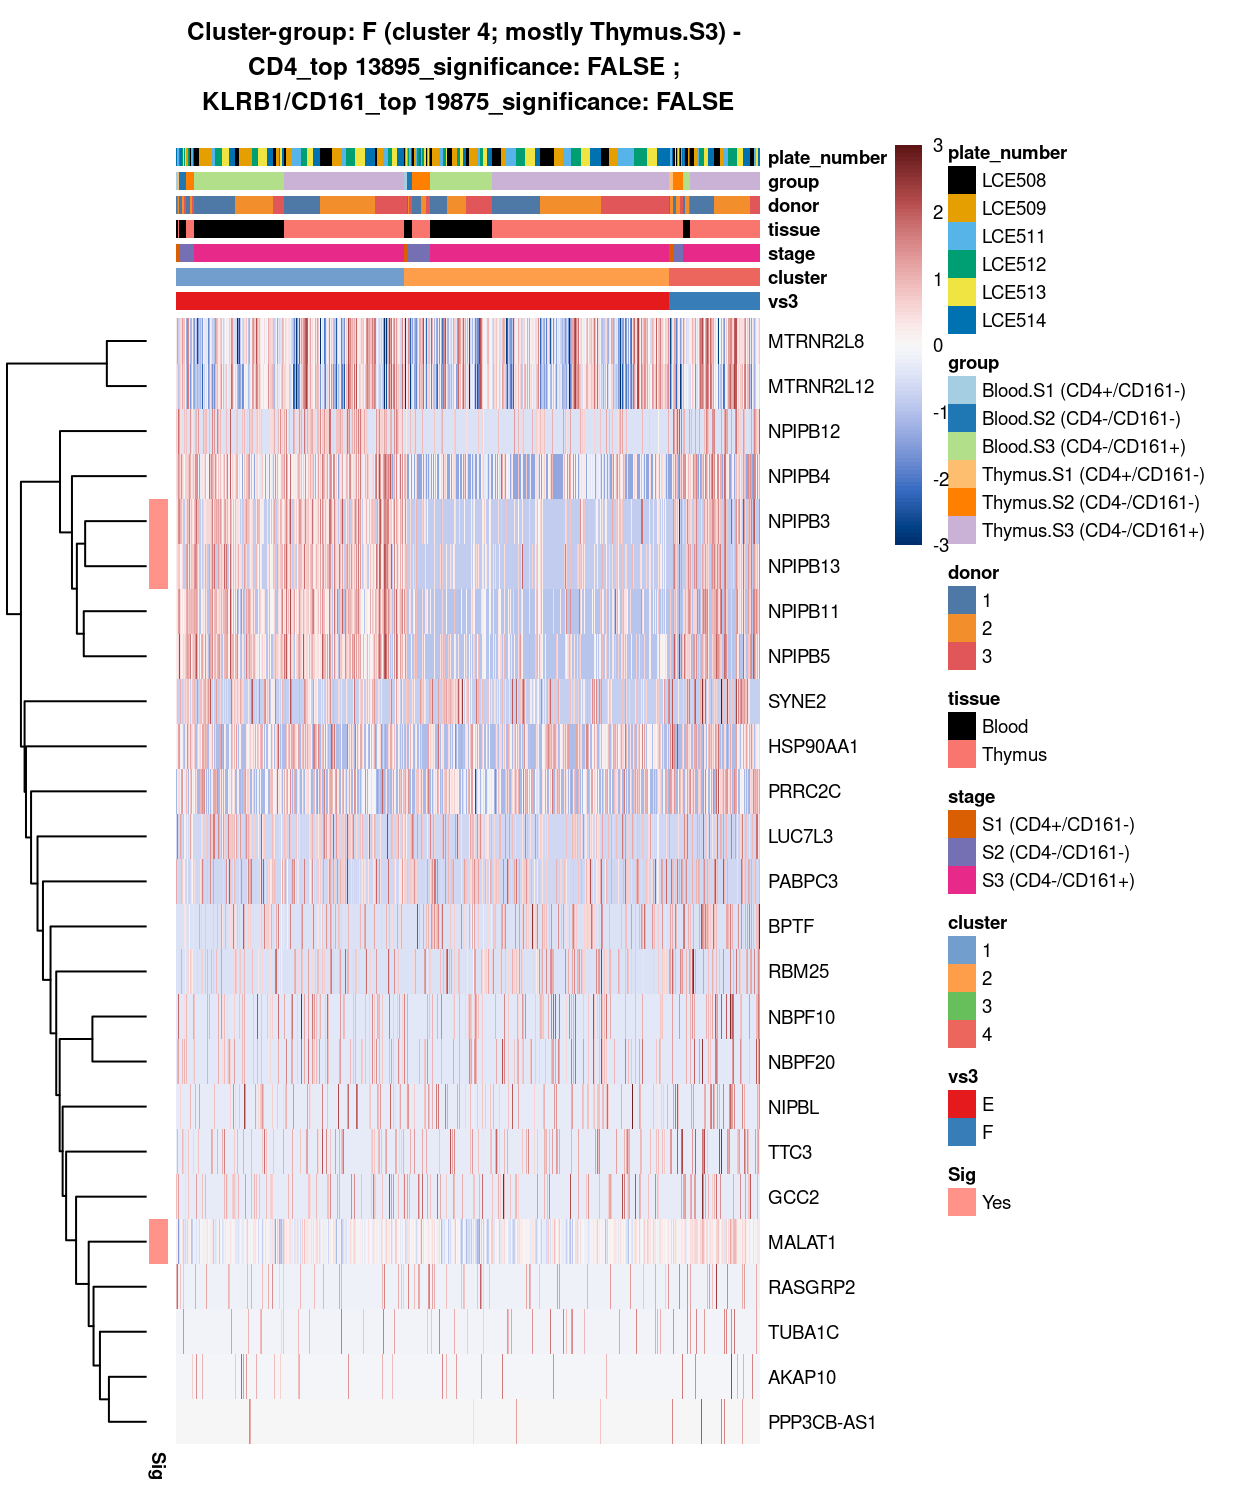 Cluster-group: F (cluster 4; mostly Thymus.S3) -
CD4_top 13895_significance: FALSE ;
KLRB1/CD161_top 19875_significance: FALSE
plate_number
group
donor
tissue
stage
cluster
vs3
MTRNR2L8
MTRNR2L12
NPIPB12
NPIPB4
NPIPB3
NPIPB13
NPIPB11
NPIPB5
SYNE2
HSP90AA1
PRRC2C
LUC7L3
PABPC3
BPTF
RBM25
NBPF10
NBPF20
NIPBL
TTC3
GCC2
MALAT1
RASGRP2
TUBA1C
AKAP10
PPP3CB-AS1
Sig
3
2
1
0
-1
-2
-3
plate_number
LCE508
LCE509
LCE511
LCE512
LCE513
LCE514
group
Blood.S1 (CD4+/CD161-)
Blood.S2 (CD4-/CD161-)
Blood.S3 (CD4-/CD161+)
Thymus.S1 (CD4+/CD161-)
Thymus.S2 (CD4-/CD161-)
Thymus.S3 (CD4-/CD161+)
donor
1
2
3
tissue
Blood
Thymus
stage
S1 (CD4+/CD161-)
S2 (CD4-/CD161-)
S3 (CD4-/CD161+)
cluster
1
2
3
4
vs3
E
F
Sig
Yes